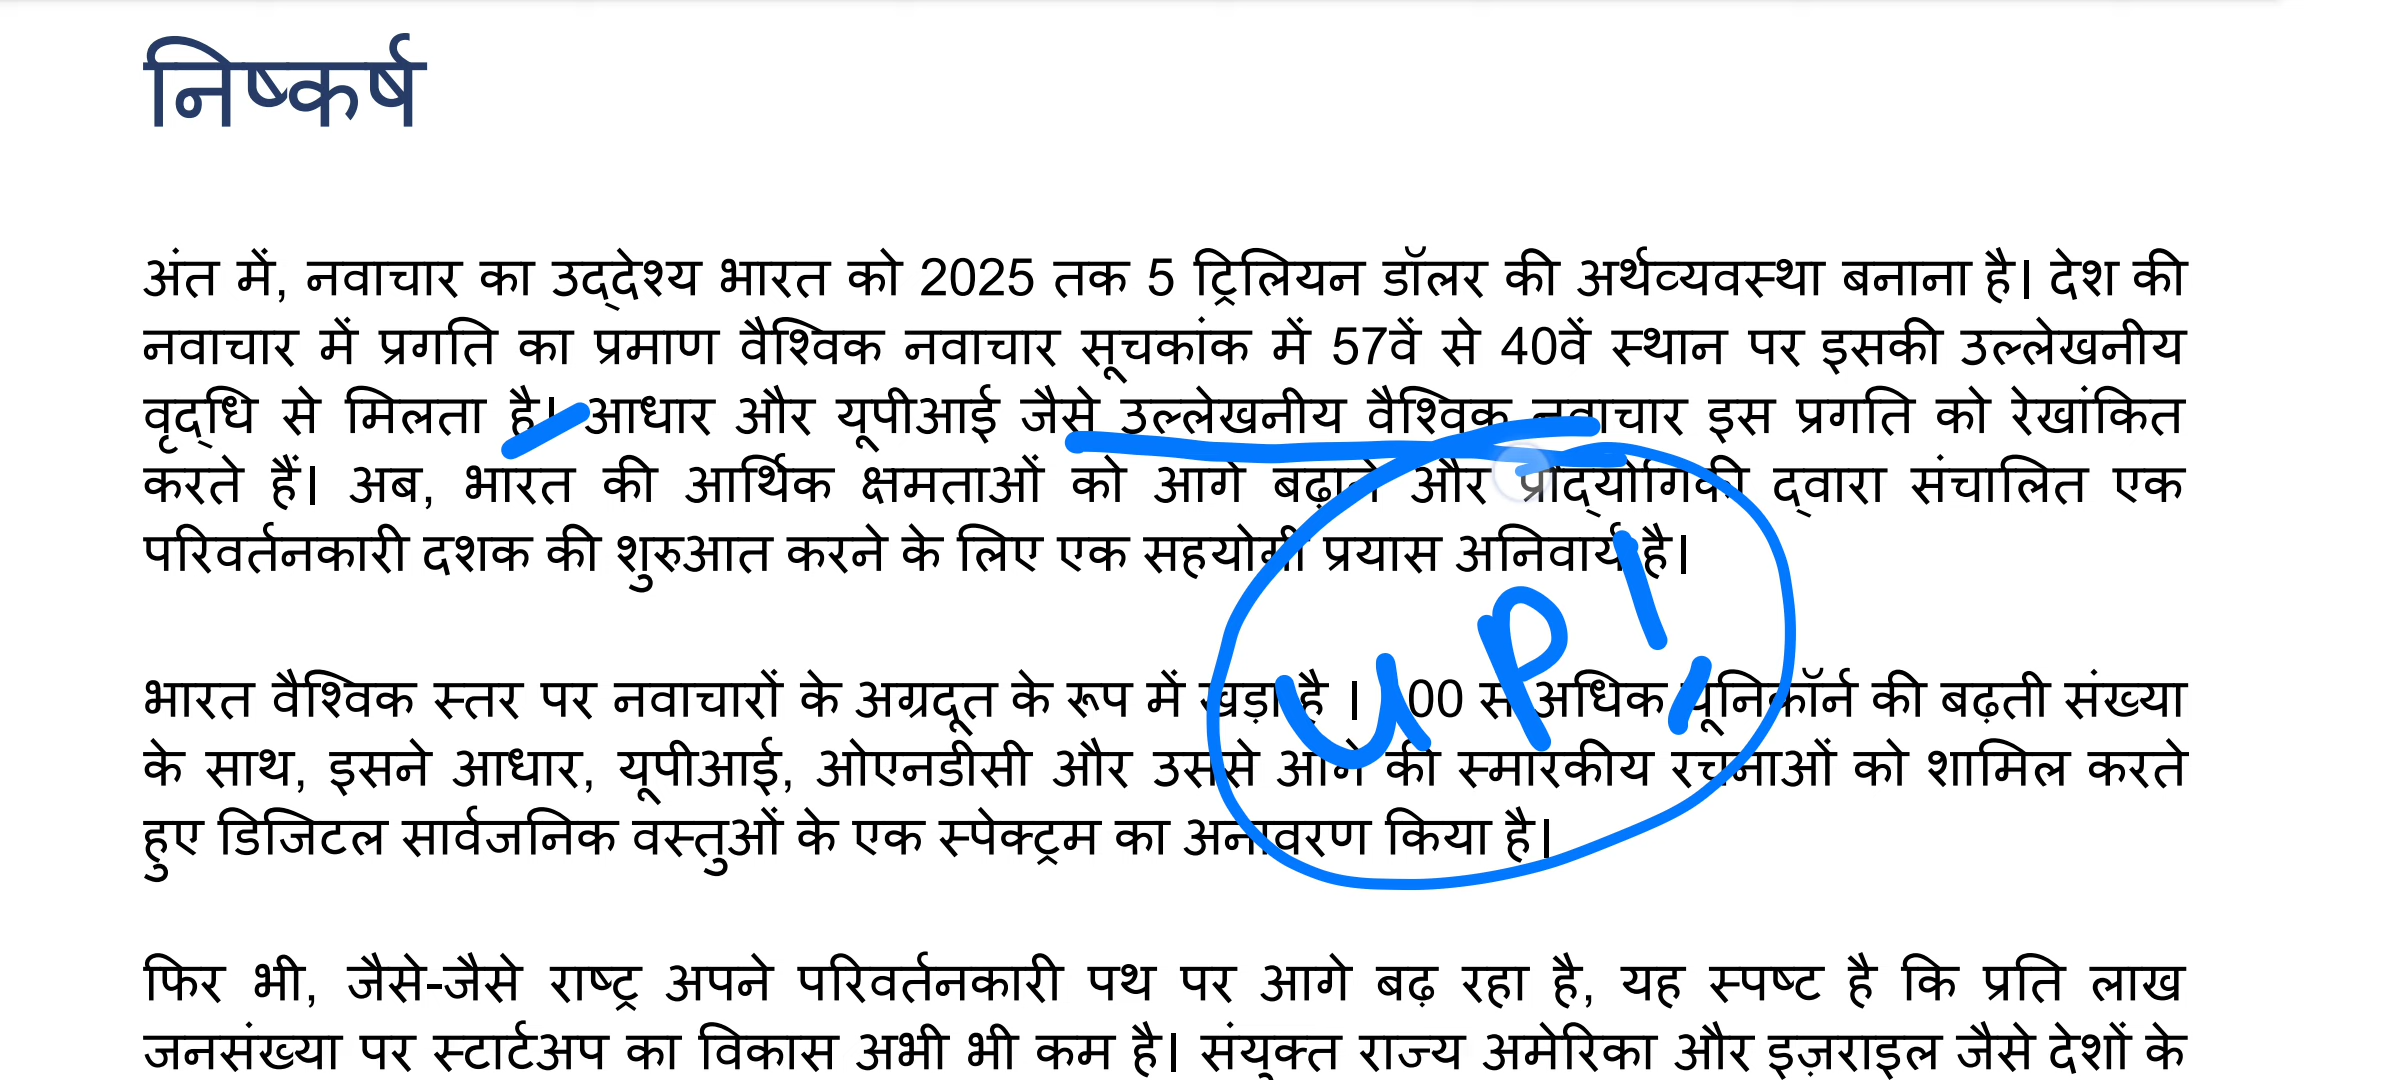 निष्कर्ष
अंत में, नवाचार का उद्देश्य भारत को 2025 तक 5 ट्रिलियन डॉलर की अर्थव्यवस्था बनाना है। देश की
नवाचार में प्रगति का प्रमाण वैश्विक नवाचार सूचकांक में 57वें से 40वें स्थान पर इसकी उल्लेखनीय
वृद्धि से मिलता है। आधार और यूपीआई जैसे उल्लेखनीय वैश्विक नवाचार इस प्रगति को रेखांकित
करते हैं। अब, भारत की आर्थिक क्षमताओं को आगे बढ़ाने और प्रौद्योगिकी द्वारा संचालित एक
परिवर्तनकारी दशक की शुरुआत करने के लिए एक सहयोगी प्रयास अनिवार्य है।
UPI
भारत वैश्विक स्तर पर नवाचारों के अग्रदूत के रूप में खड़ा है । 100 से अधिक यूनिकॉर्न की बढ़ती संख्या
के साथ, इसने आधार, यूपीआई, ओएनडीसी और उससे आगे की स्मारकीय रचनाओं को शामिल करते
हुए डिजिटल सार्वजनिक वस्तुओं के एक स्पेक्ट्रम का अनावरण किया है।
फिर भी, जैसे-जैसे राष्ट्र अपने परिवर्तनकारी पथ पर आगे बढ़ रहा है, यह स्पष्ट है कि प्रति लाख
जनसंख्या पर स्टार्टअप का विकास अभी भी कम है। संयुक्त राज्य अमेरिका और इज़राइल जैसे देशों के